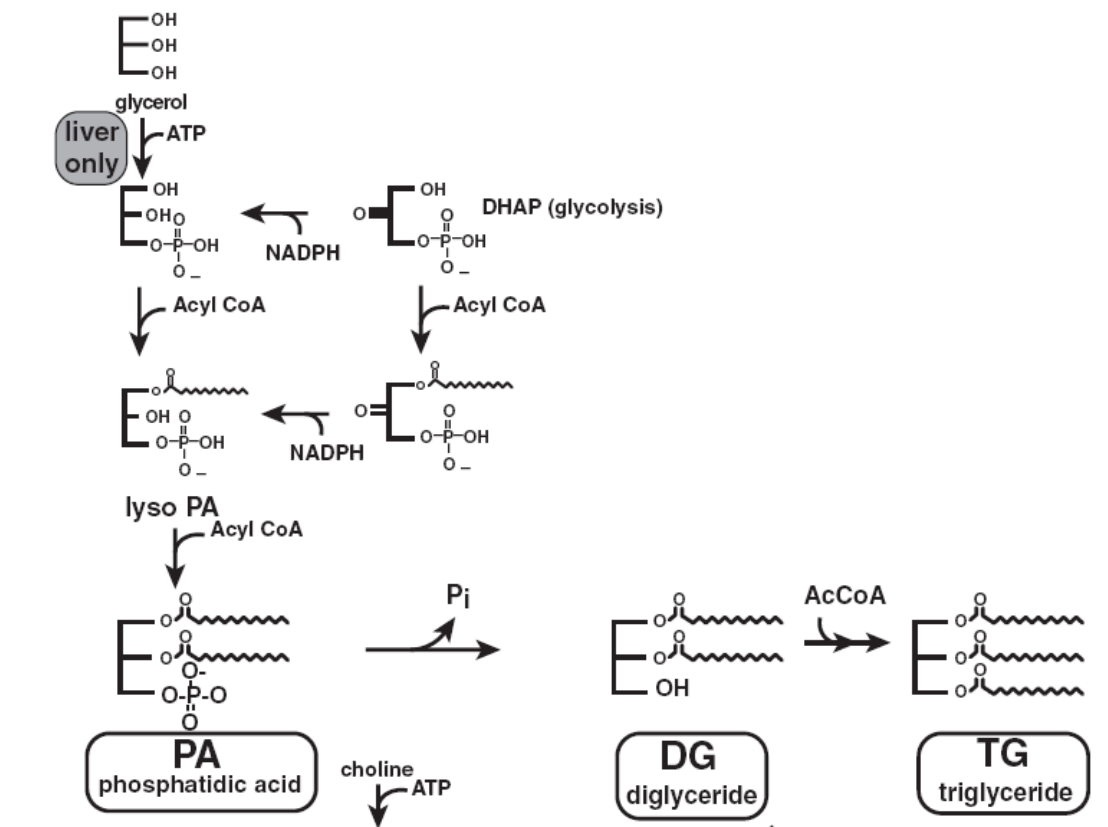 OH
OH
OH
glycerol
liver
only
ATP
OH
OH
O
O-P-OH
O
–
NADPH
OH
O
O
O-P-OH
O
–
DHAP (glycolysis)
Acyl CoA
Acyl CoA
O
O
OH
O
O-P-OH
O
–
NADPH
O
O
O
O
O-P-OH
O
–
lyso PA
Acyl CoA
O
O
O
O
O-
O-P-O
O
PA
phosphatidic acid
Pi
choline
ATP
O
O
O
O
OH
DG
diglyceride
AcCoA
O
O
O
O
O
O
TG
triglyceride